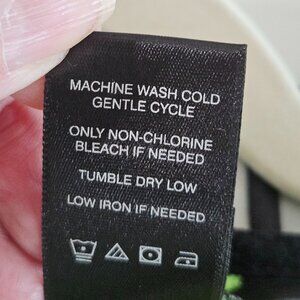 MACHINE WASH COLD
GENTLE CYCLE
ONLY NON-CHLORINE
BLEACH IF NEEDED
TUMBLE DRY LOW
LOW IRON IF NEEDED